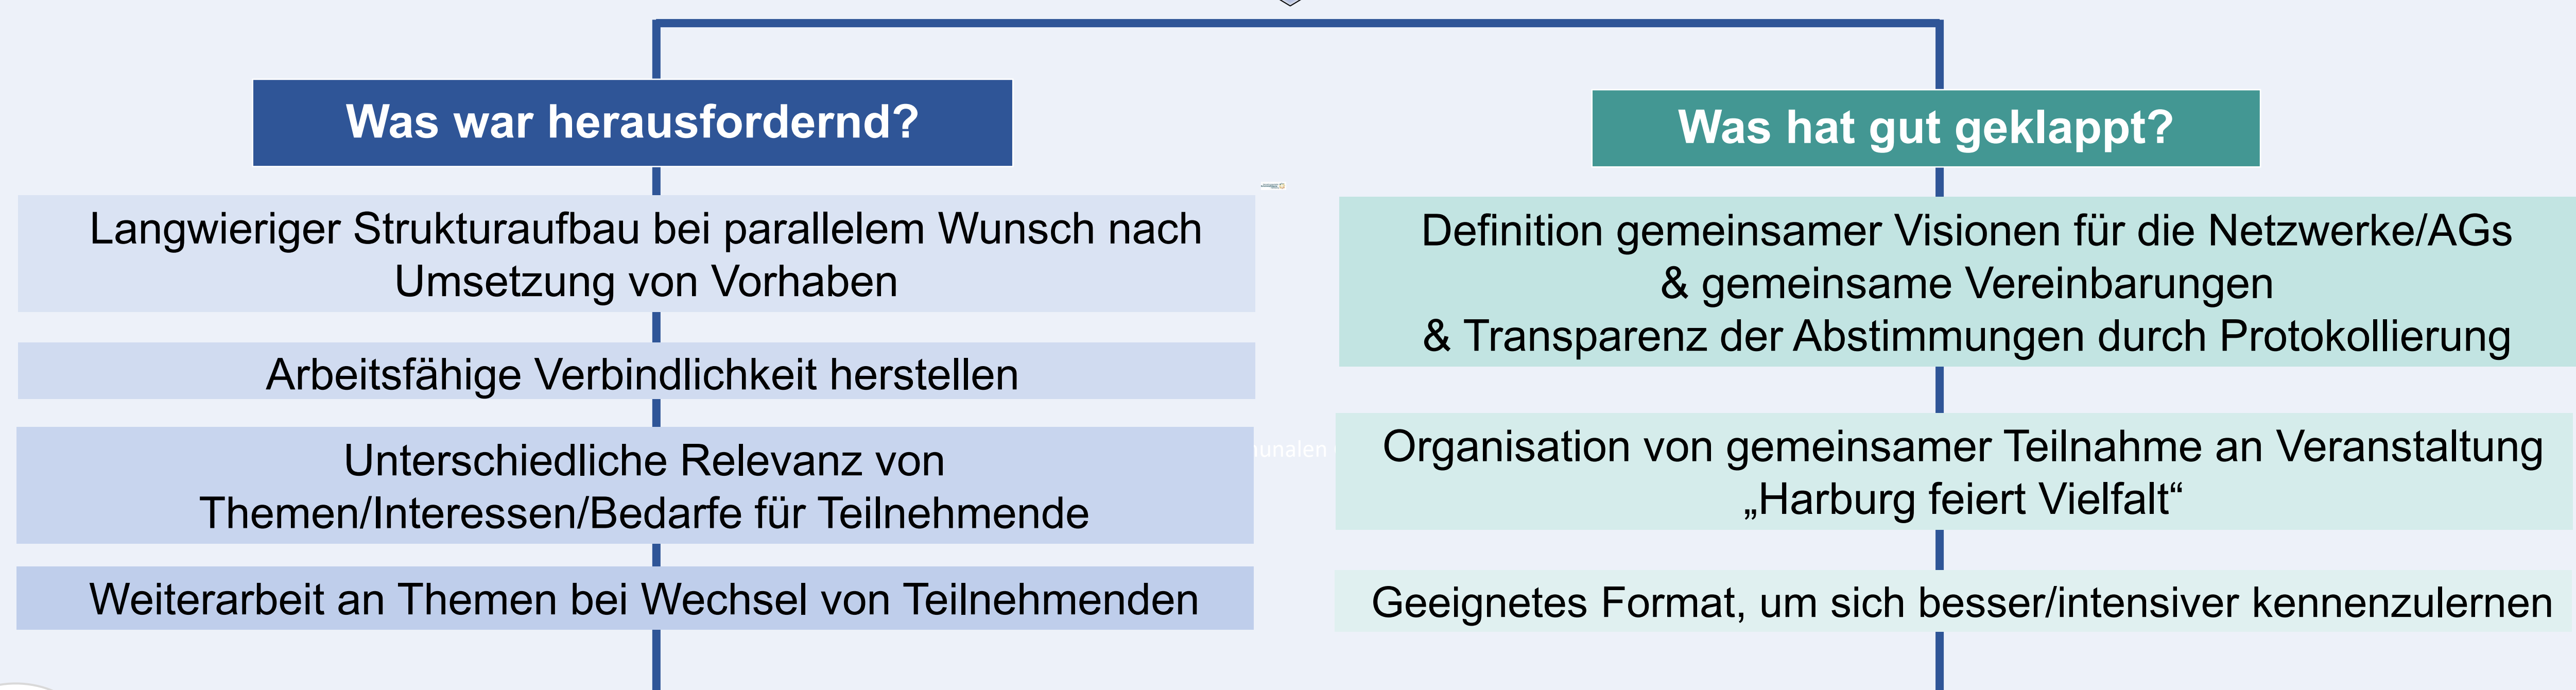 Was war herausfordernd?
Langwieriger Strukturaufbau bei parallelem Wunsch nach
Umsetzung von Vorhaben
Arbeitsfähige Verbindlichkeit herstellen
Unterschiedliche Relevanz von
Themen/Interessen/Bedarfe für Teilnehmende
Weiterarbeit an Themen bei Wechsel von Teilnehmenden
Was hat gut geklappt?
Definition gemeinsamer Visionen für die Netzwerke/AGs
& gemeinsame Vereinbarungen
& Transparenz der Abstimmungen durch Protokollierung
Organisation von gemeinsamer Teilnahme an Veranstaltung
„Harburg feiert Vielfalt“
Geeignetes Format, um sich besser/intensiver kennenzulernen